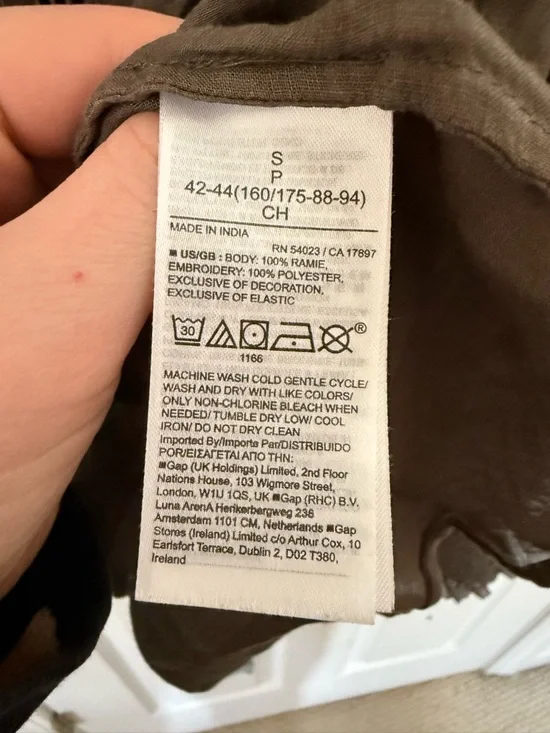 S
P
42-44(160/175-88-94)
CH
MADE IN INDIA
RN 54023 / CA 17897
■ US/GB : BODY: 100% RAMIE,
EMBROIDERY: 100% POLYESTER,
EXCLUSIVE OF DECORATION,
EXCLUSIVE OF ELASTIC
30 ®
1166
MACHINE WASH COLD GENTLE CYCLE/
WASH AND DRY WITH LIKE COLORS/
ONLY NON-CHLORINE BLEACH WHEN
NEEDED/ TUMBLE DRY LOW/ COOL
IRON/ DO NOT DRY CLEAN
Imported By/Importe Par/DISTRIBUIDO
POR/ΕΙΣΑΓΕΤΑΙ ΑΠΟ ΤΗΝ:
■Gap (UK Holdings) Limited, 2nd Floor
Nations House, 103 Wigmore Street,
London, W1U 1QS, UK ■Gap (RHC) B.V.
Luna ArenA Herikerbergweg 238
Amsterdam 1101 CM, Netherlands ■Gap
Stores (Ireland) Limited c/o Arthur Cox, 10
Earlsfort Terrace, Dublin 2, D02 T380,
Ireland